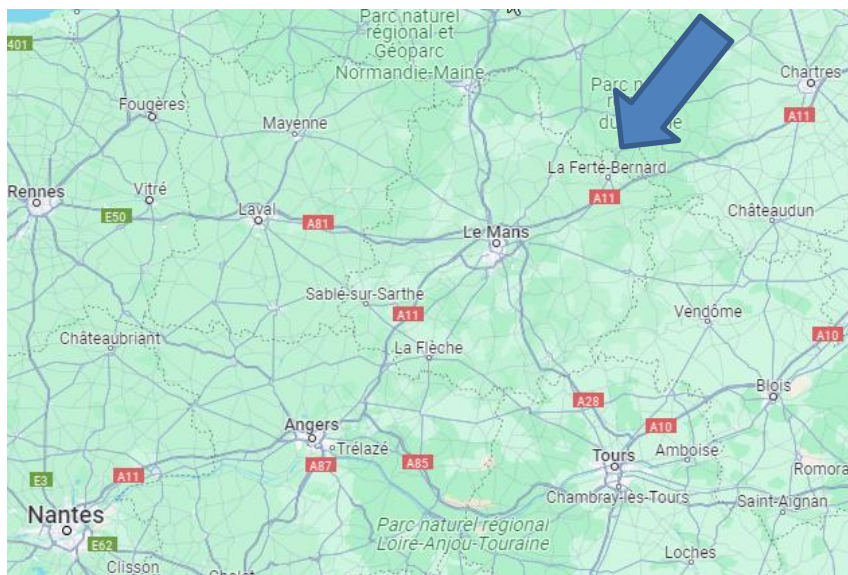 Parc naturel
régional et
Géoparc
Normandie-Maine
401
Chartres
Parc n
Fougères
Mayenne
A11
La Ferté-Bernard
Rennes
Vitré
A11
E50
Laval
A81
Châteaudun
Le Mans
Sablé-sur-Sarthe
A11
Vendôme
Châteaubriant
La Flèche
A10
Blois
A28
Angers
A10
Trélazé
Tours
Amboise
A87
A85
A11
E3
Romora
Chambray-lès-Tours
Saint-Aignan
Nantes
Parc naturel régional
Loire-Anjou-Touraine
E62
Loches
Clisson